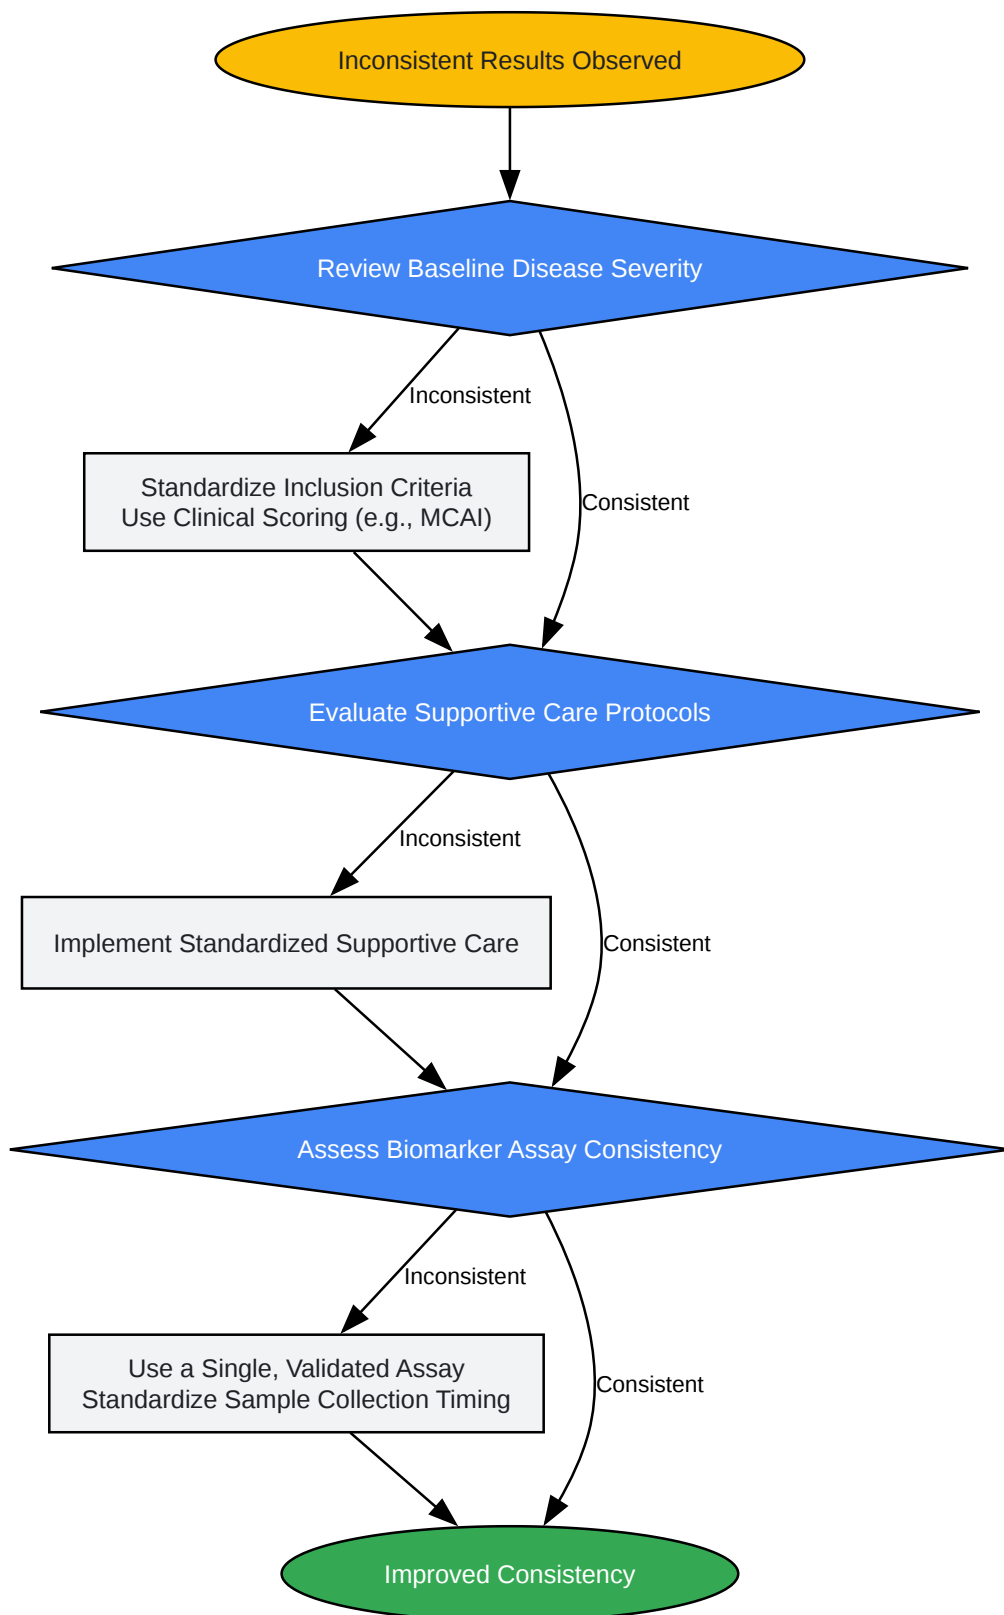 Inconsistent Results Observed
Review Baseline Disease Severity
Inconsistent
Standardize Inclusion Criteria
Use Clinical Scoring (e.g., MCAI)
Consistent
Evaluate Supportive Care Protocols
Inconsistent
Implement Standardized Supportive Care
Consistent
Assess Biomarker Assay Consistency
Inconsistent
Use a Single, Validated Assay
Standardize Sample Collection Timing
Consistent
Improved Consistency